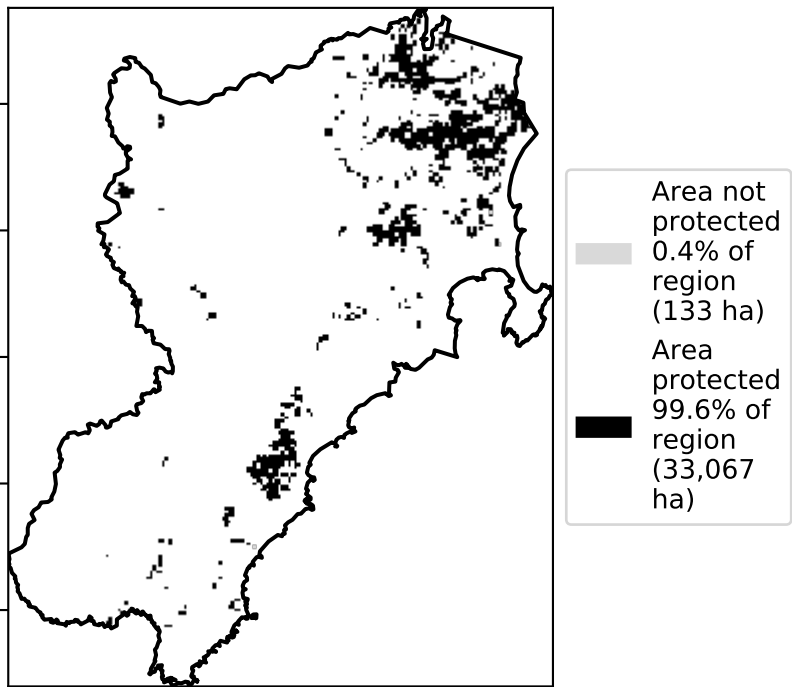 Area not
protected
0.4% of
region
(133 ha)
Area
protected
99.6% of
region
(33,067
ha)